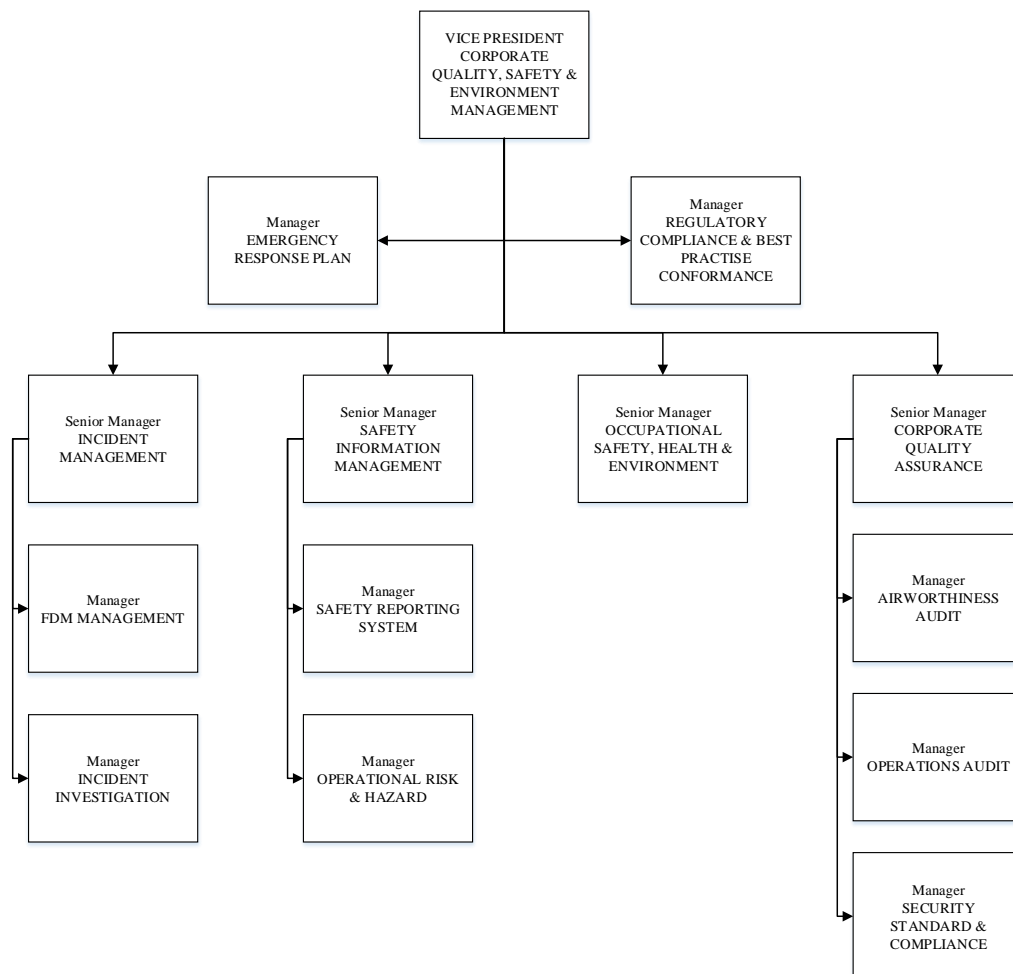 VICE PRESIDENT
CORPORATE
QUALITY, SAFETY &
ENVIRONMENT
MANAGEMENT
Manager
EMERGENCY
RESPONSE PLAN
Manager
REGULATORY
COMPLIANCE & BEST
PRACTISE
CONFORMANCE
Senior Manager
INCIDENT
MANAGEMENT
Senior Manager
SAFETY
INFORMATION
MANAGEMENT
Senior Manager
OCCUPATIONAL
SAFETY, HEALTH &
ENVIRONMENT
Senior Manager
CORPORATE
QUALITY
ASSURANCE
Manager
FDM MANAGEMENT
Manager
SAFETY REPORTING
SYSTEM
Manager
AIRWORTHINESS
AUDIT
Manager
INCIDENT
INVESTIGATION
Manager
OPERATIONAL RISK
& HAZARD
Manager
OPERATIONS AUDIT
Manager
SECURITY
STANDARD &
COMPLIANCE